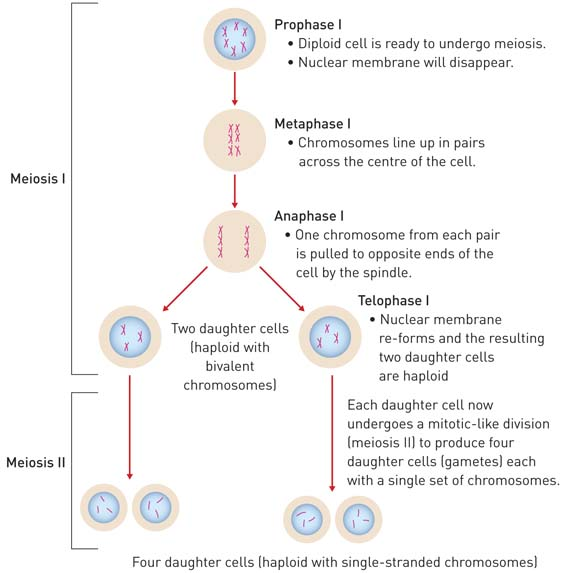 Prophase I
• Diploid cell is ready to undergo meiosis.
• Nuclear membrane will disappear.
Metaphase I
• Chromosomes line up in pairs
across the centre of the cell.
Meiosis I
Anaphase I
• One chromosome from each pair
is pulled to opposite ends of the
cell by the spindle.
Telophase I
• Nuclear membrane
re-forms and the resulting
two daughter cells
are haploid
Two daughter cells
(haploid with
bivalent
chromosomes)
Each daughter cell now
undergoes a mitotic-like division
(meiosis II) to produce four
daughter cells (gametes) each
with a single set of chromosomes.
Meiosis II
Four daughter cells (haploid with single-stranded chromosomes)